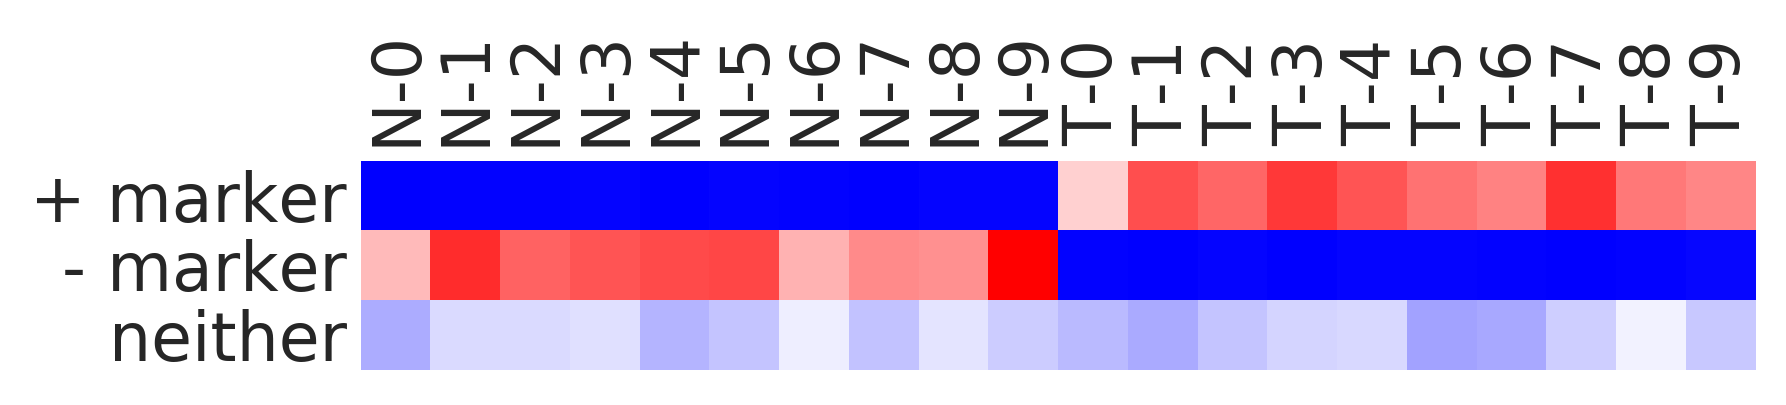 N-0 N-1 N-2 N-3 N-4 N-5 N-6 N-7 N-8 N-9 T-0 T-1 T-2 T-3 T-4 T-5 T-6 T-7 T-8 T-9
+ marker
- marker
neither